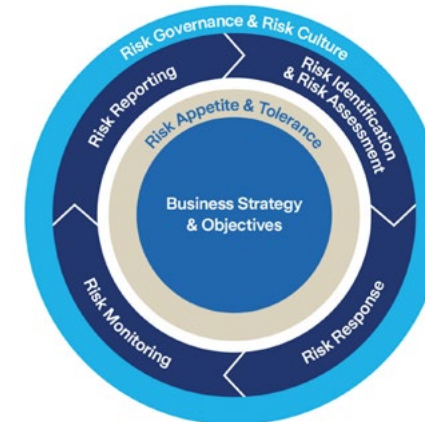 Risk Governance & Risk Culture
Risk Reporting
Risk Identification
& Risk Assessment
Risk Appetite & Tolerance
Business Strategy
& Objectives
Risk Monitoring
Risk Response